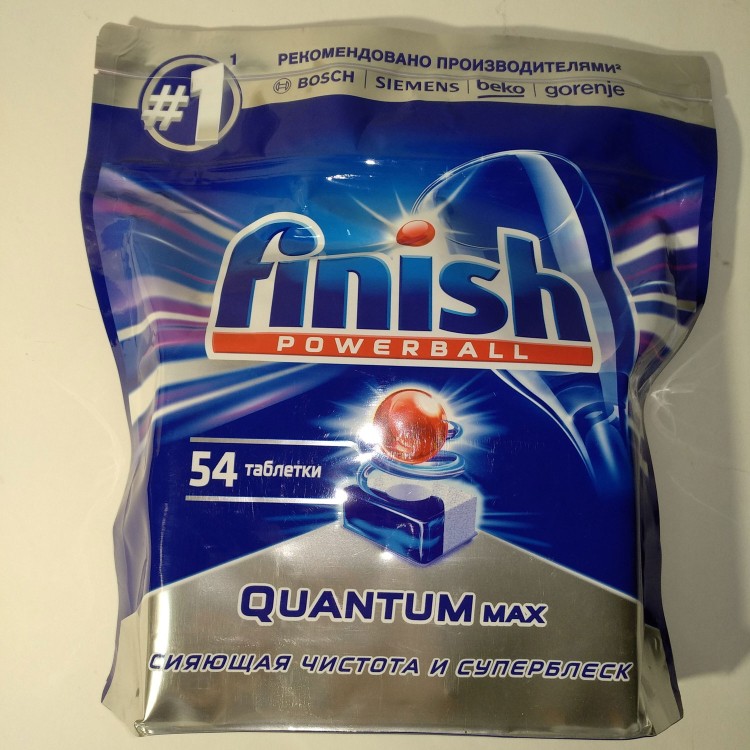 #1 1
РЕКОМЕНДОВАНО ПРОИЗВОДИТЕЛЯМИ²
BOSCH | SIEMENS | beko | gorenje
finish
POWERBALL
54 таблетки
QUANTUM MAX
СИЯЮЩАЯ ЧИСТОТА И СУПЕРБЛЕСК